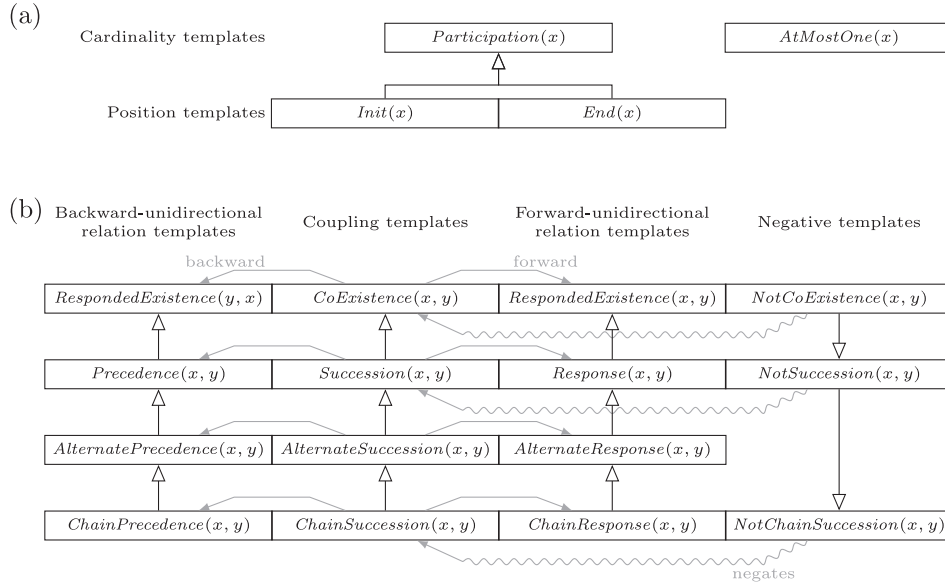 (a)
Cardinality templates
Participation(x)
AtMostOne(x)
Position templates
Init(x)
End(x)
(b)
Backward-unidirectional
relation templates
Coupling templates
Forward-unidirectional
relation templates
Negative templates
backward
forward
RespondedExistence(y, x)
CoExistence(x, y)
RespondedExistence(x, y)
NotCoExistence(x, y)
Precedence(x, y)
Succession(x, y)
Response(x, y)
NotSuccession(x, y)
AlternatePrecedence(x, y)
AlternateSuccession(x, y)
AlternateResponse(x, y)
ChainPrecedence(x, y)
ChainSuccession(x, y)
ChainResponse(x, y)
NotChainSuccession(x, y)
negates